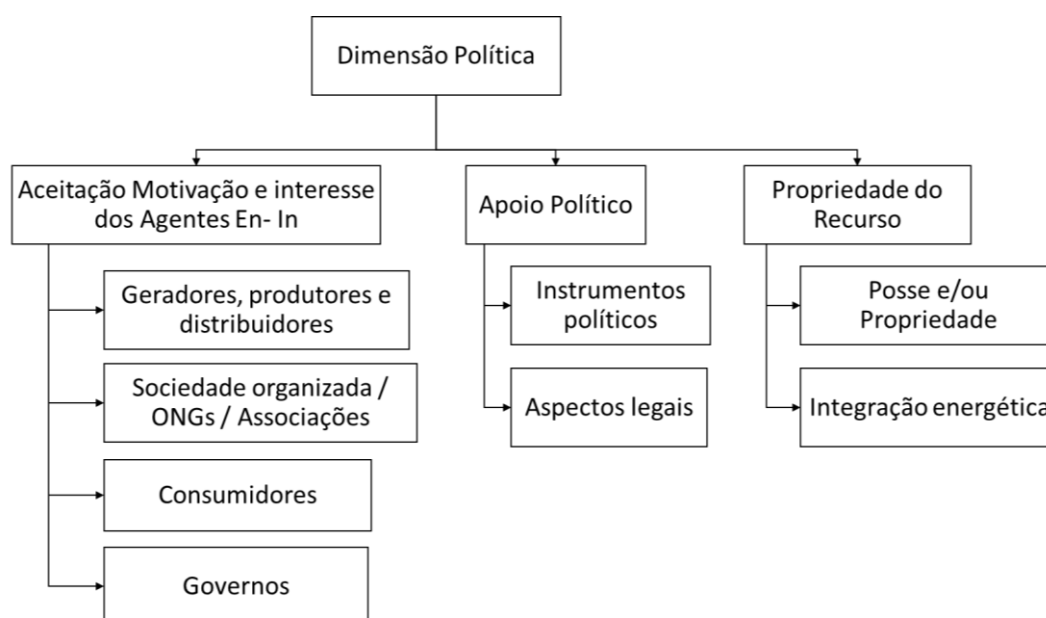 Dimensão Política
Aceitação Motivação e interesse
dos Agentes En- In
Apoio Político
Propriedade do
Recurso
Geradores, produtores e
distribuidores
Sociedade organizada /
ONGs / Associações
Consumidores
Governos
Instrumentos
políticos
Aspectos legais
Posse e/ou
Propriedade
Integração energética